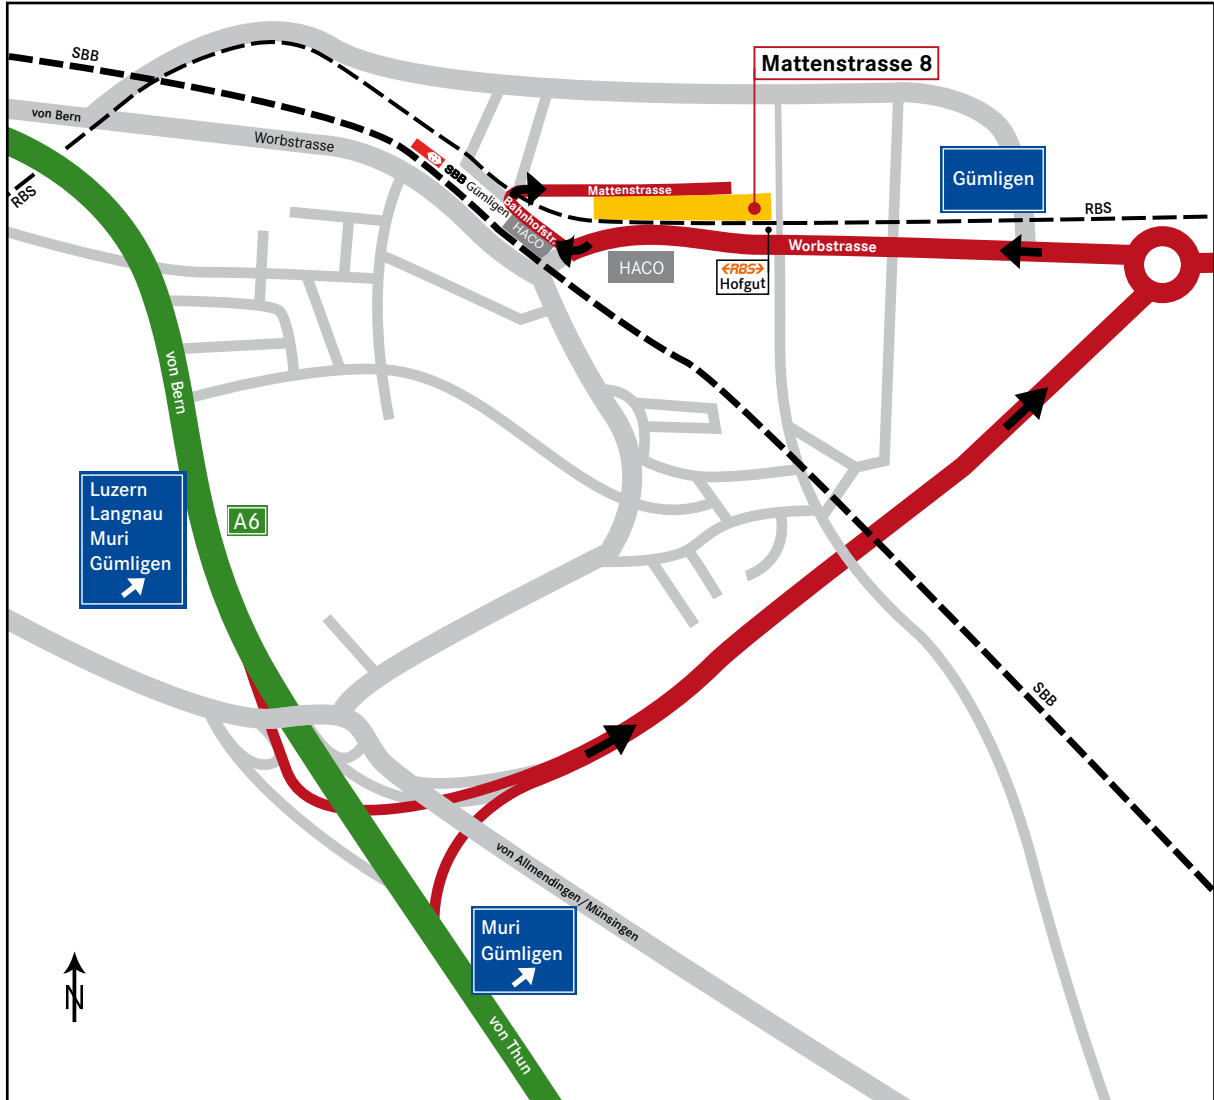 SBB
Mattenstrasse 8
von Bern
Worbstrasse
SBB Gümligen
Mattenstrasse
Gümligen
RBS
RBS
Bahnhofstr.
HACO
Worbstrasse
HACO
RBS
Hofgut
von Bern
Luzern
Langnau
Muri
Gümligen
A6
SBB
von Allmendingen/Münsingen
Muri
Gümligen
N
von Thun